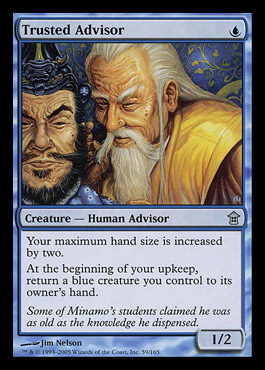 Trusted Advisor
Creature — Human Advisor
Your maximum hand size is increased
by two.
At the beginning of your upkeep,
return a blue creature you control to its
owner's hand.
Some of Minamo's students claimed he was
as old as the knowledge he dispensed.
1/2
Jim Nelson
™ & © 1993–2005 Wizards of the Coast, Inc. 59/165